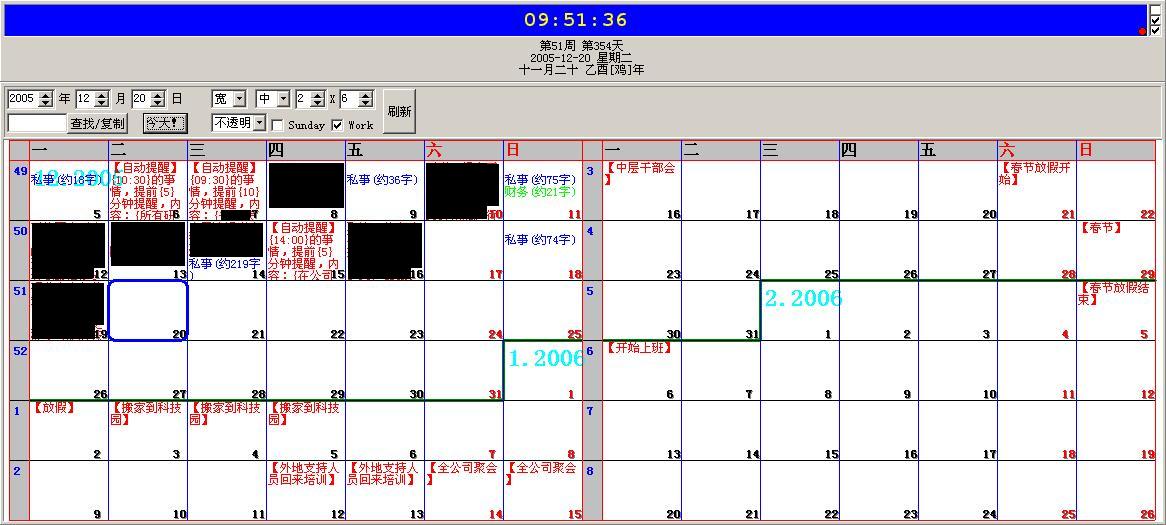 09:51:36
第51周 第354天
2005-12-20 星期二
十一月二十 乙酉[鸡]年
2005 年 12 月 20 日 宽 中 2 X 6 刷新
查找/复制 今天! 不透明 Sunday Work
一 二 三 四 五 六 日
49
私事(约18字)
5
【自动提醒】
{10:30}的事
情，提前{5}
分钟提醒，内
容：{所有研
6
【自动提醒】
{09:30}的事
情，提前{10}
分钟提醒，内
容：
7
8
私事(约36字)
9
10
私事(约75字)
财务(约21字)
11
50
12
13
私事(约219字
)
14
【自动提醒】
{14:00}的事
情，提前{5}
分钟提醒，内
容：{在公司
15
16
17
私事(约74字)
18
51
19
20
21
22
23
24
25
52
26
27
28
29
30
31
1.2006
1
1
【放假】
2
【搬家到科技
园】
3
【搬家到科技
园】
4
【搬家到科技
园】
5
6
7
8
2
9
10
11
【外地支持人
员回来培训】
12
【外地支持人
员回来培训】
13
【全公司聚会
】
14
【全公司聚会
】
15
一 二 三 四 五 六 日
3
【中层干部会
】
16
17
18
19
20
【春节放假开
始】
21
22
4
23
24
25
26
27
28
【春节】
29
5
30
31
2.2006
1
2
3
4
【春节放假结
束】
5
6
【开始上班】
6
7
8
9
10
11
12
7
13
14
15
16
17
18
19
8
20
21
22
23
24
25
26